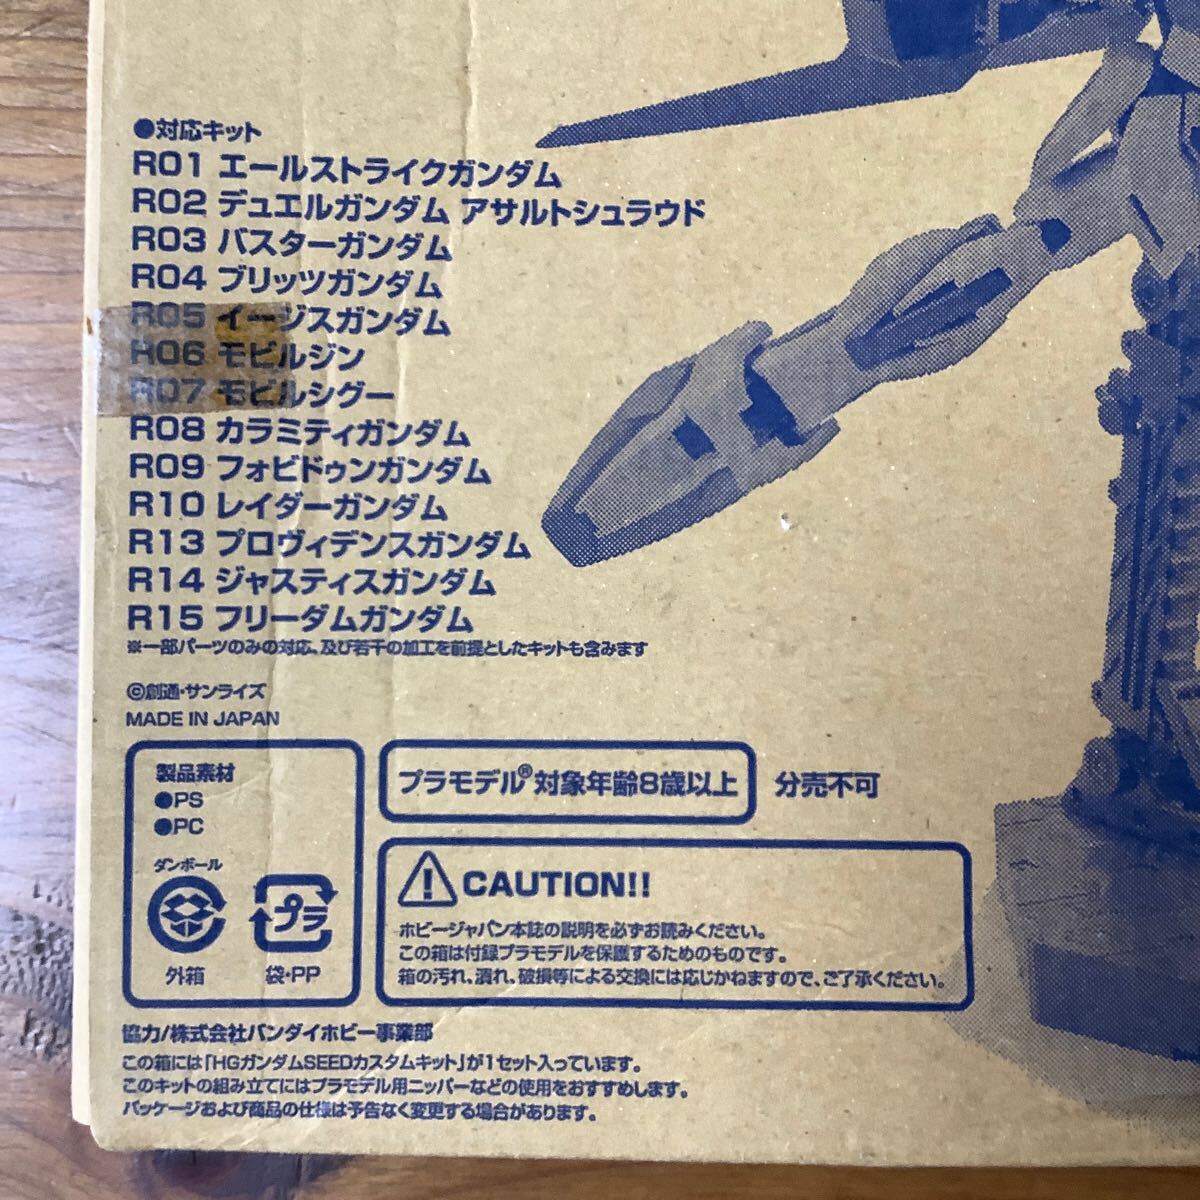 ●対応キット
R01 エールストライクガンダム
R02 デュエルガンダム アサルトシュラウド
R03 バスターガンダム
R04 ブリッツガンダム
R05 イージスガンダム
R06 モビルジン
R07 モビルシグー
R08 カラミティガンダム
R09 フォビドゥンガンダム
R10 レイダーガンダム
R13 プロヴィデンスガンダム
R14 ジャスティスガンダム
R15 フリーダムガンダム
※一部パーツのみの対応、及び若干の加工を前提としたキットも含みます
©創通・サンライズ
MADE IN JAPAN
製品素材
●PS
●PC
ダンボール
外箱
プラ
袋・PP
プラモデル®対象年齢8歳以上
分売不可
CAUTION!!
ホビージャパン本誌の説明を必ずお読みください。
この箱は付録プラモデルを保護するためのものです。
箱の汚れ、潰れ、破損等による交換には応じかねますので、ご了承ください。
協力/株式会社バンダイホビー事業部
この箱には「HGガンダムSEEDカスタムキット」が1セット入っています。
このキットの組み立てにはプラモデル用ニッパーなどの使用をおすすめします。
パッケージおよび商品の仕様は予告なく変更する場合があります。